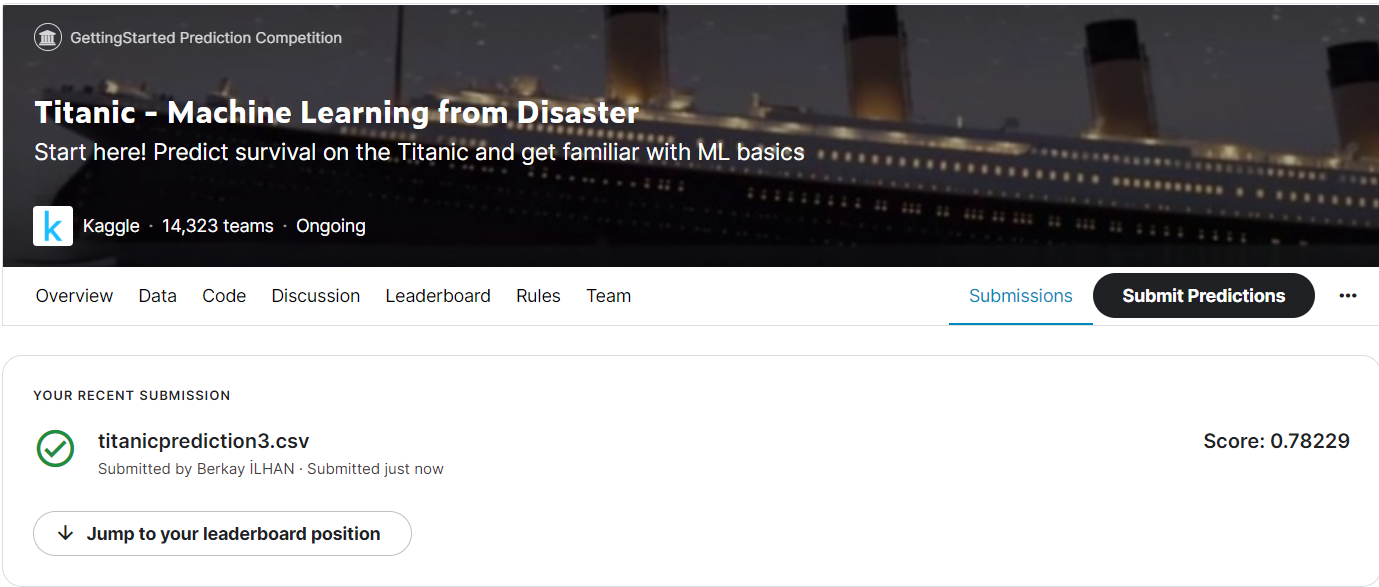 GettingStarted Prediction Competition
Titanic - Machine Learning from Disaster
Start here! Predict survival on the Titanic and get familiar with ML basics
k Kaggle · 14,323 teams · Ongoing
Overview Data Code Discussion Leaderboard Rules Team Submissions Submit Predictions ···
YOUR RECENT SUBMISSION
titanicprediction3.csv Score: 0.78229
Submitted by Berkay İLHAN · Submitted just now
Jump to your leaderboard position